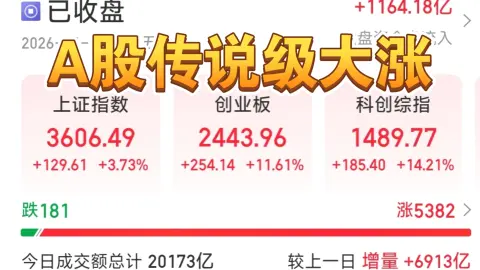 已收盘
+1164.18亿
2026-
A股传说级大涨
上证指数
创业板
科创综指
3606.49
2443.96
1489.77
+129.61 +3.73%
+254.14 +11.61%
+185.40 +14.21%
跌181
涨5382
今日成交额总计 20173亿
较上一日 增量 +6913亿